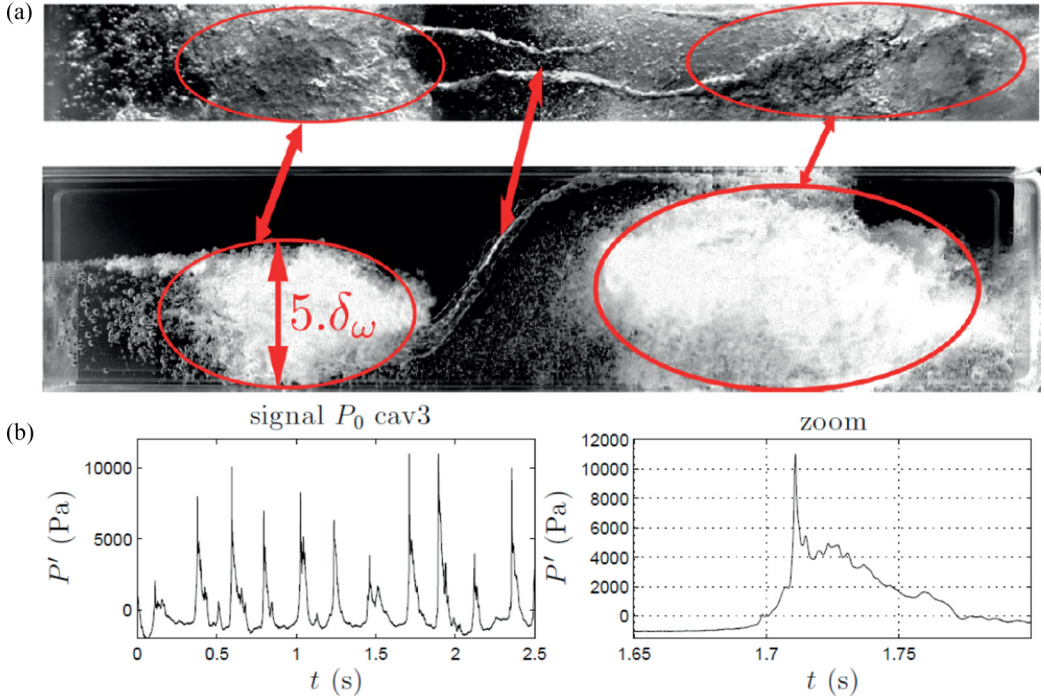 (a)
5.δω
(b)
signal P0 cav3
P′ (Pa)
10000
5000
0
0 0.5 1 1.5 2 2.5
t (s)
zoom
P′ (Pa)
12000
10000
8000
6000
4000
2000
0
1.65 1.7 1.75
t (s)